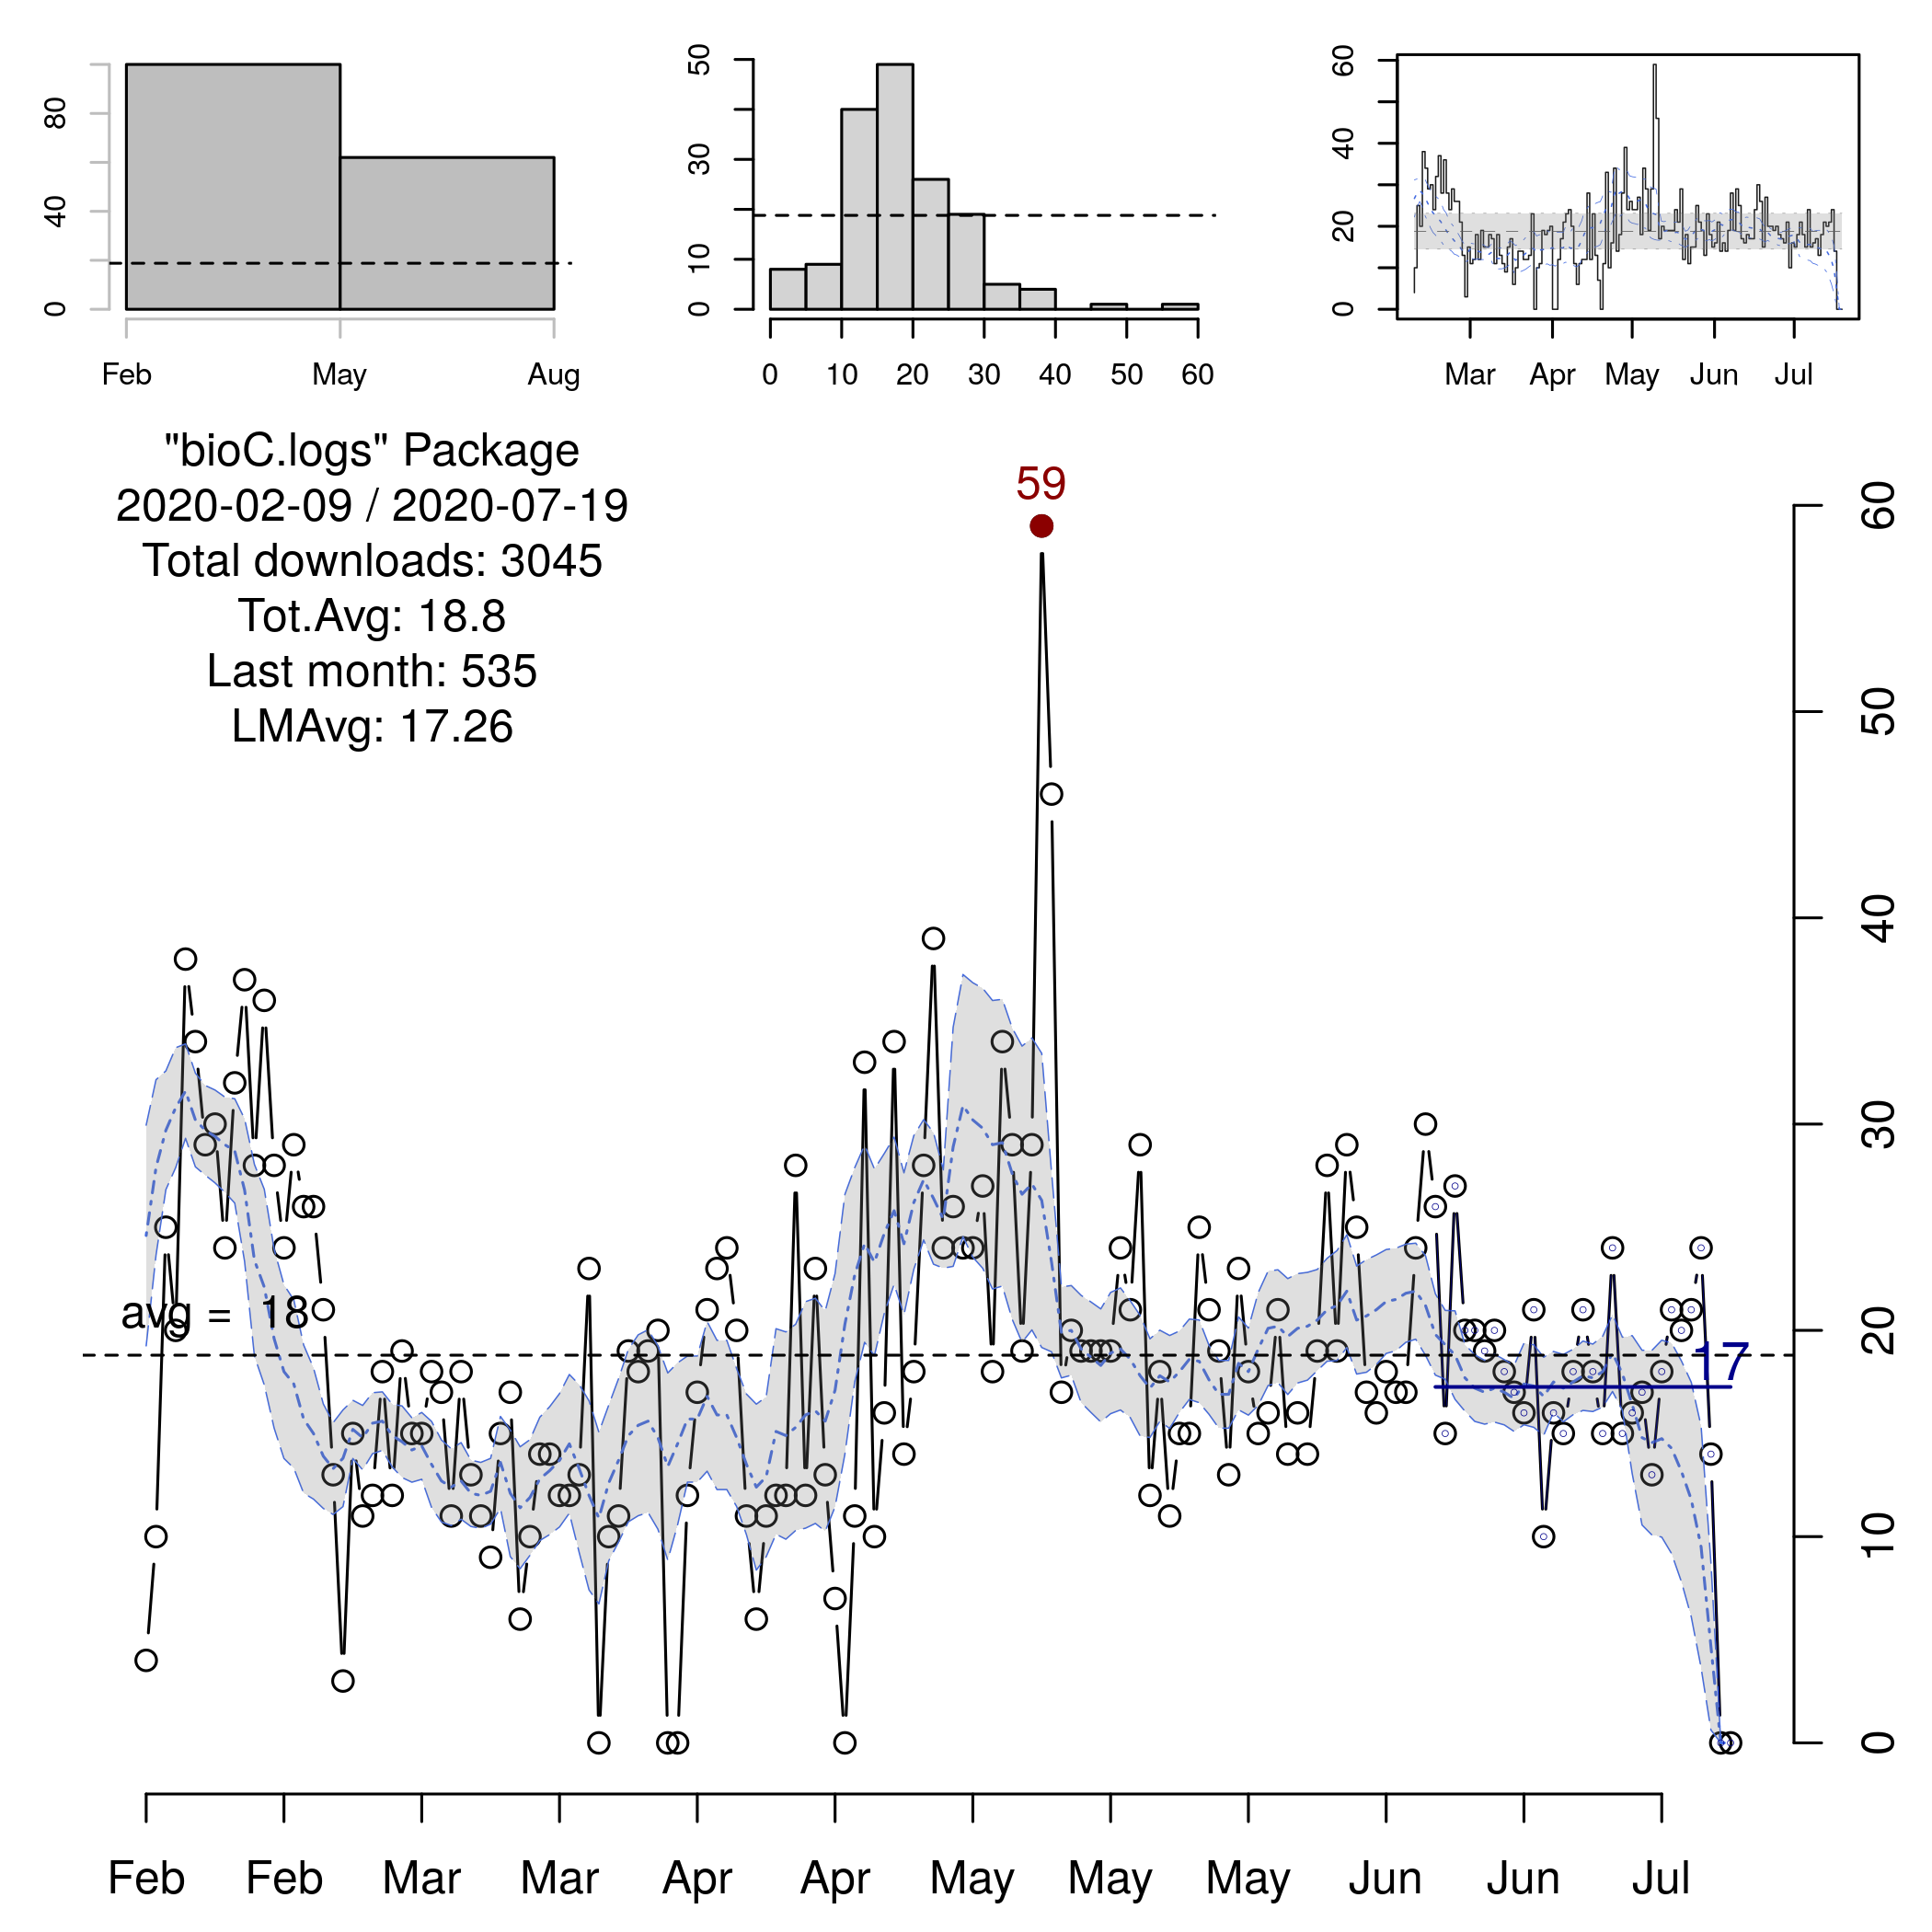 80
40
0
Feb May Aug
50
30
10
0
0 10 20 30 40 50 60
60
40
20
0
Mar Apr May Jun Jul
"bioC.logs" Package
2020-02-09 / 2020-07-19
Total downloads: 3045
Tot.Avg: 18.8
Last month: 535
LMAvg: 17.26
59
avg = 18
17
60
50
40
30
20
10
0
Feb Feb Mar Mar Apr Apr May May May Jun Jun Jul